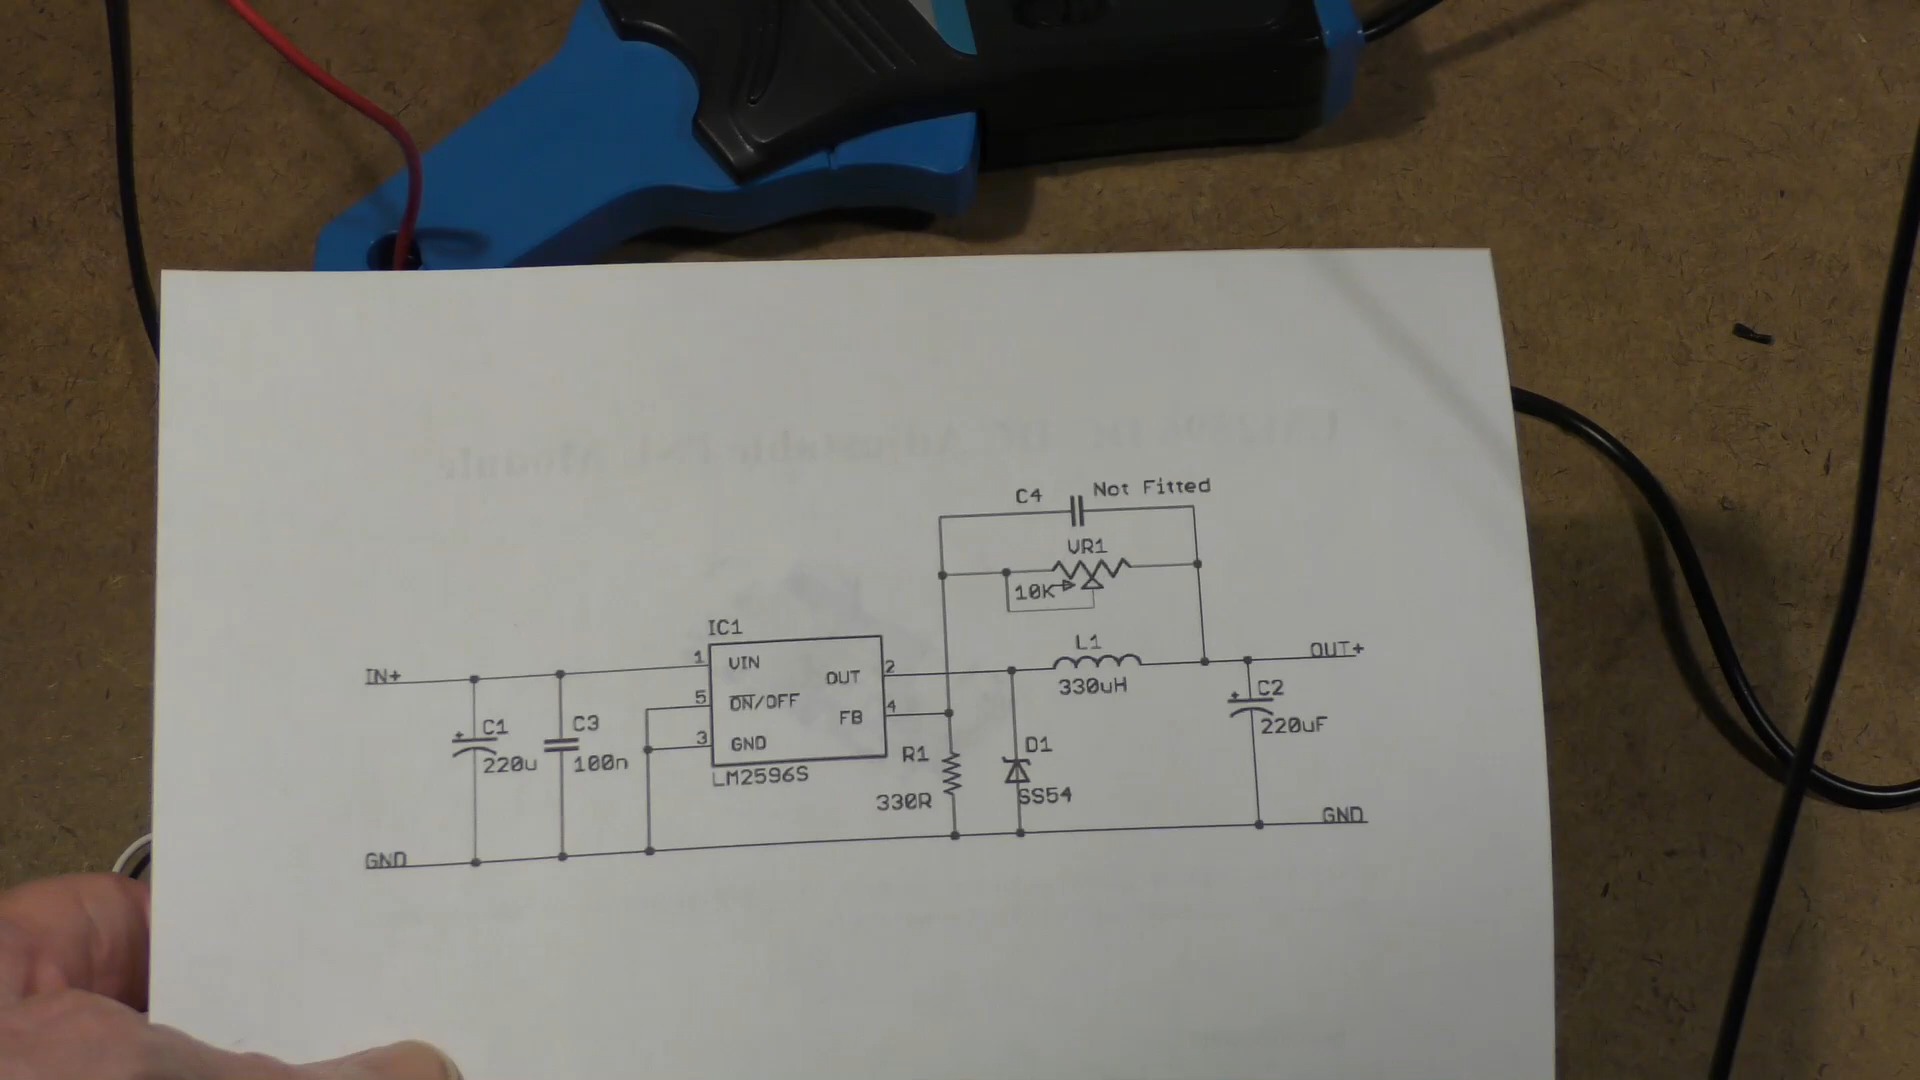 C4 Not Fitted
VR1
10K
IC1
L1
IN+
1
VIN
OUT
2
330uH
OUT+
5
ON/OFF
FB
4
C2
C1
C3
3
GND
R1
D1
220uF
220u
100n
LM2596S
330R
SS54
GND
GND